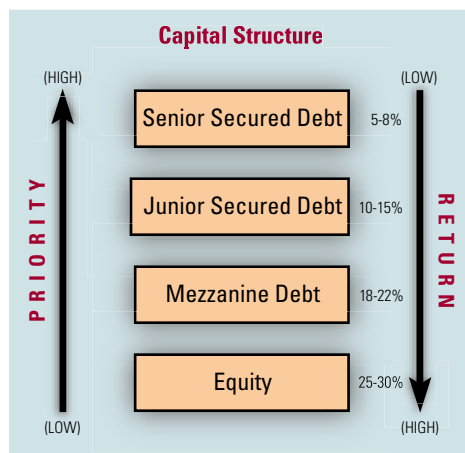 Capital Structure
(HIGH)
(LOW)
Senior Secured Debt 5-8%
Junior Secured Debt 10-15%
PRIORITY
RETURN
Mezzanine Debt 18-22%
Equity 25-30%
(LOW)
(HIGH)